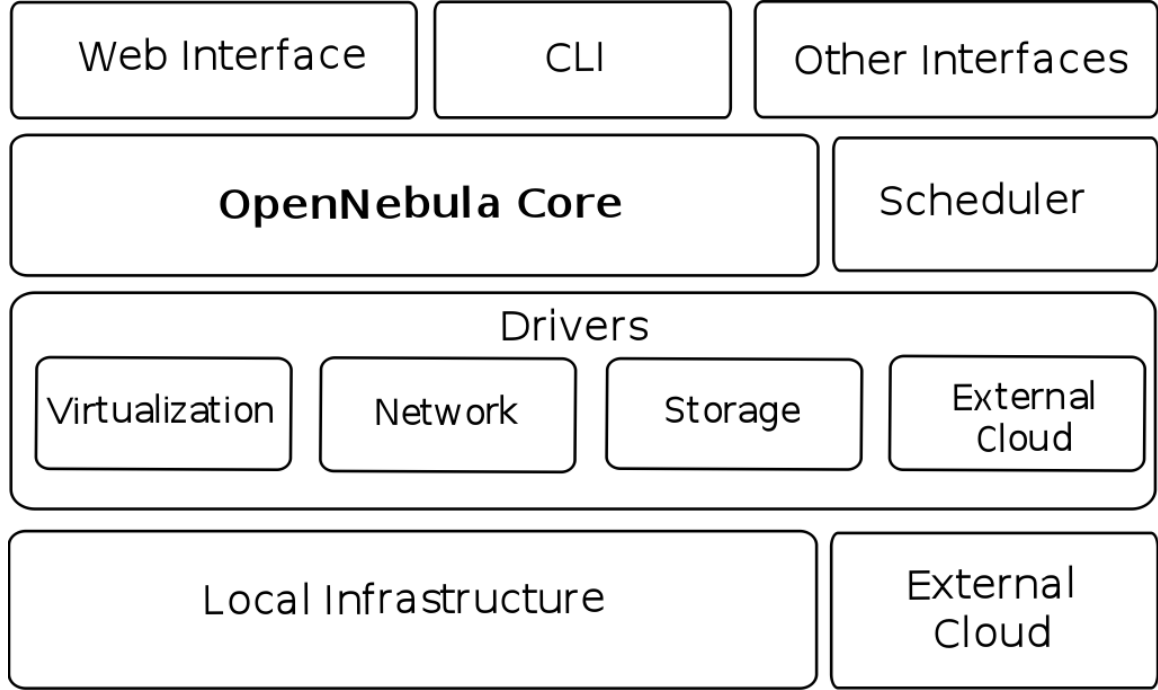 Web Interface
CLI
Other Interfaces
OpenNebula Core
Scheduler
Drivers
Virtualization
Network
Storage
External
Cloud
Local Infrastructure
External
Cloud